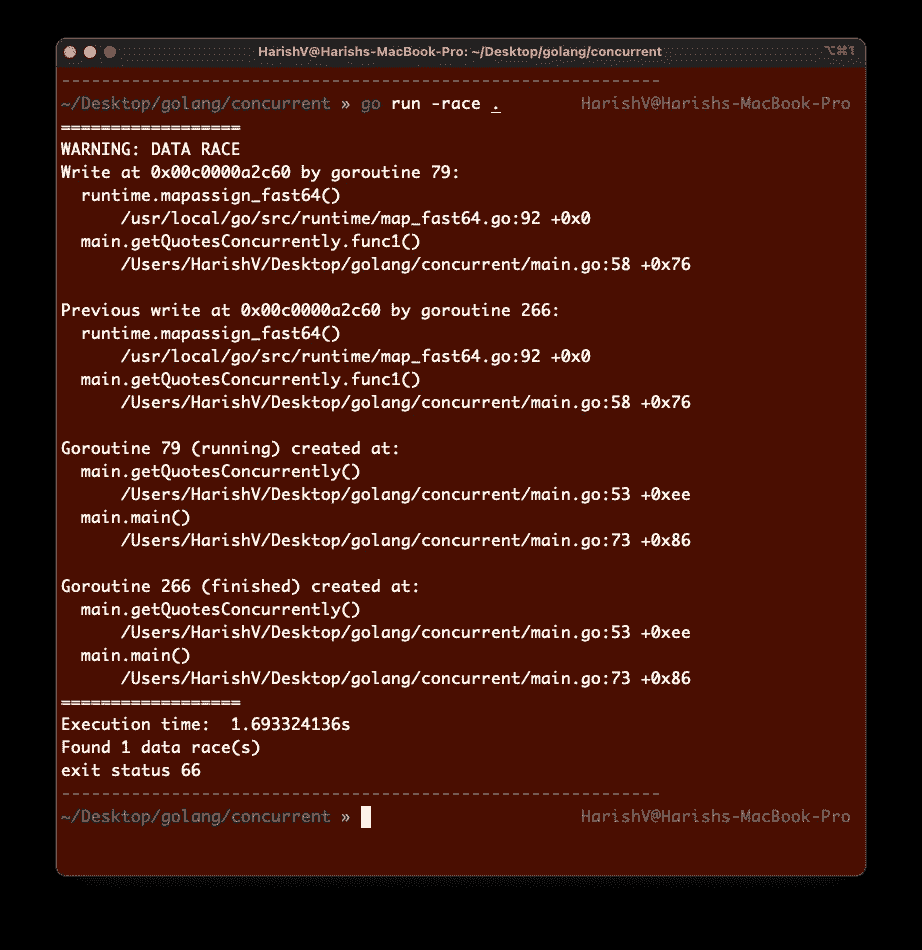 HarishV@Harishs-MacBook-Pro: ~/Desktop/golang/concurrent ⌥⌘1
------------------------------------------------------------
~/Desktop/golang/concurrent » go run -race . HarishV@Harishs-MacBook-Pro
==================
WARNING: DATA RACE
Write at 0x00c0000a2c60 by goroutine 79:
  runtime.mapassign_fast64()
      /usr/local/go/src/runtime/map_fast64.go:92 +0x0
  main.getQuotesConcurrently.func1()
      /Users/HarishV/Desktop/golang/concurrent/main.go:58 +0x76

Previous write at 0x00c0000a2c60 by goroutine 266:
  runtime.mapassign_fast64()
      /usr/local/go/src/runtime/map_fast64.go:92 +0x0
  main.getQuotesConcurrently.func1()
      /Users/HarishV/Desktop/golang/concurrent/main.go:58 +0x76

Goroutine 79 (running) created at:
  main.getQuotesConcurrently()
      /Users/HarishV/Desktop/golang/concurrent/main.go:53 +0xee
  main.main()
      /Users/HarishV/Desktop/golang/concurrent/main.go:73 +0x86

Goroutine 266 (finished) created at:
  main.getQuotesConcurrently()
      /Users/HarishV/Desktop/golang/concurrent/main.go:53 +0xee
  main.main()
      /Users/HarishV/Desktop/golang/concurrent/main.go:73 +0x86
==================
Execution time:  1.693324136s
Found 1 data race(s)
exit status 66
------------------------------------------------------------
~/Desktop/golang/concurrent » HarishV@Harishs-MacBook-Pro